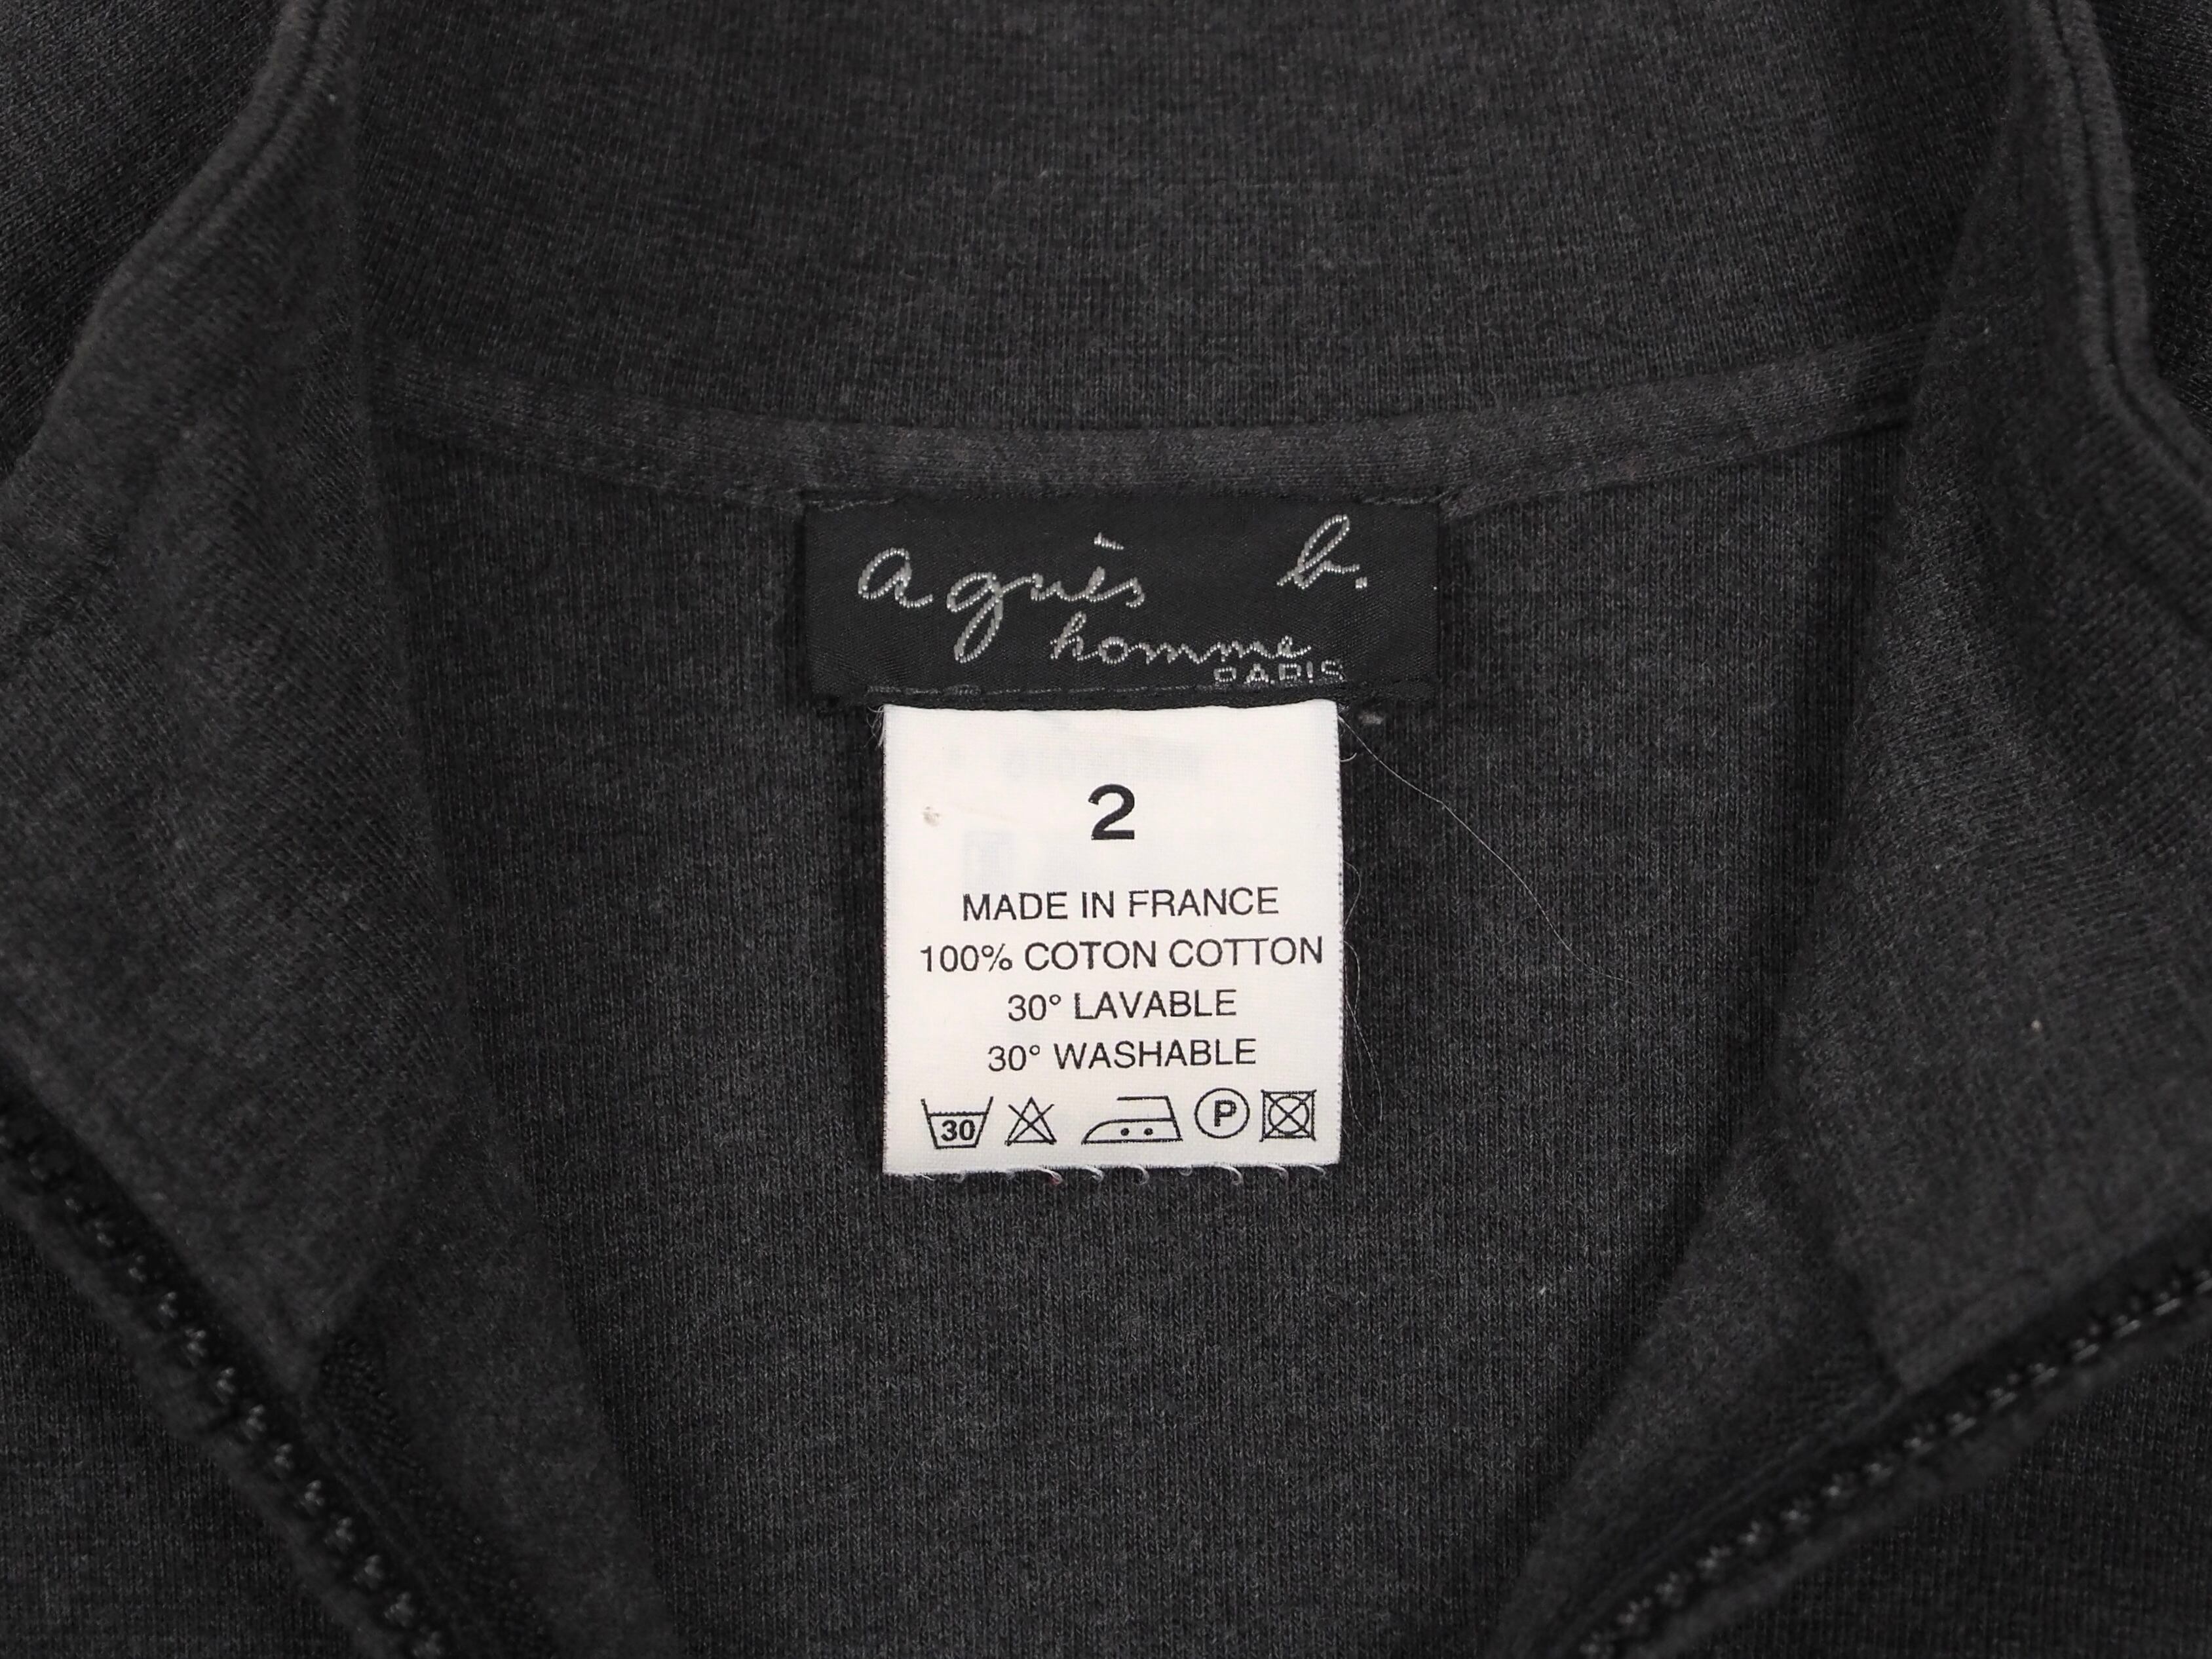 agnès b.
homme
PARIS
2
MADE IN FRANCE
100% COTON COTTON
30° LAVABLE
30° WASHABLE
30 P